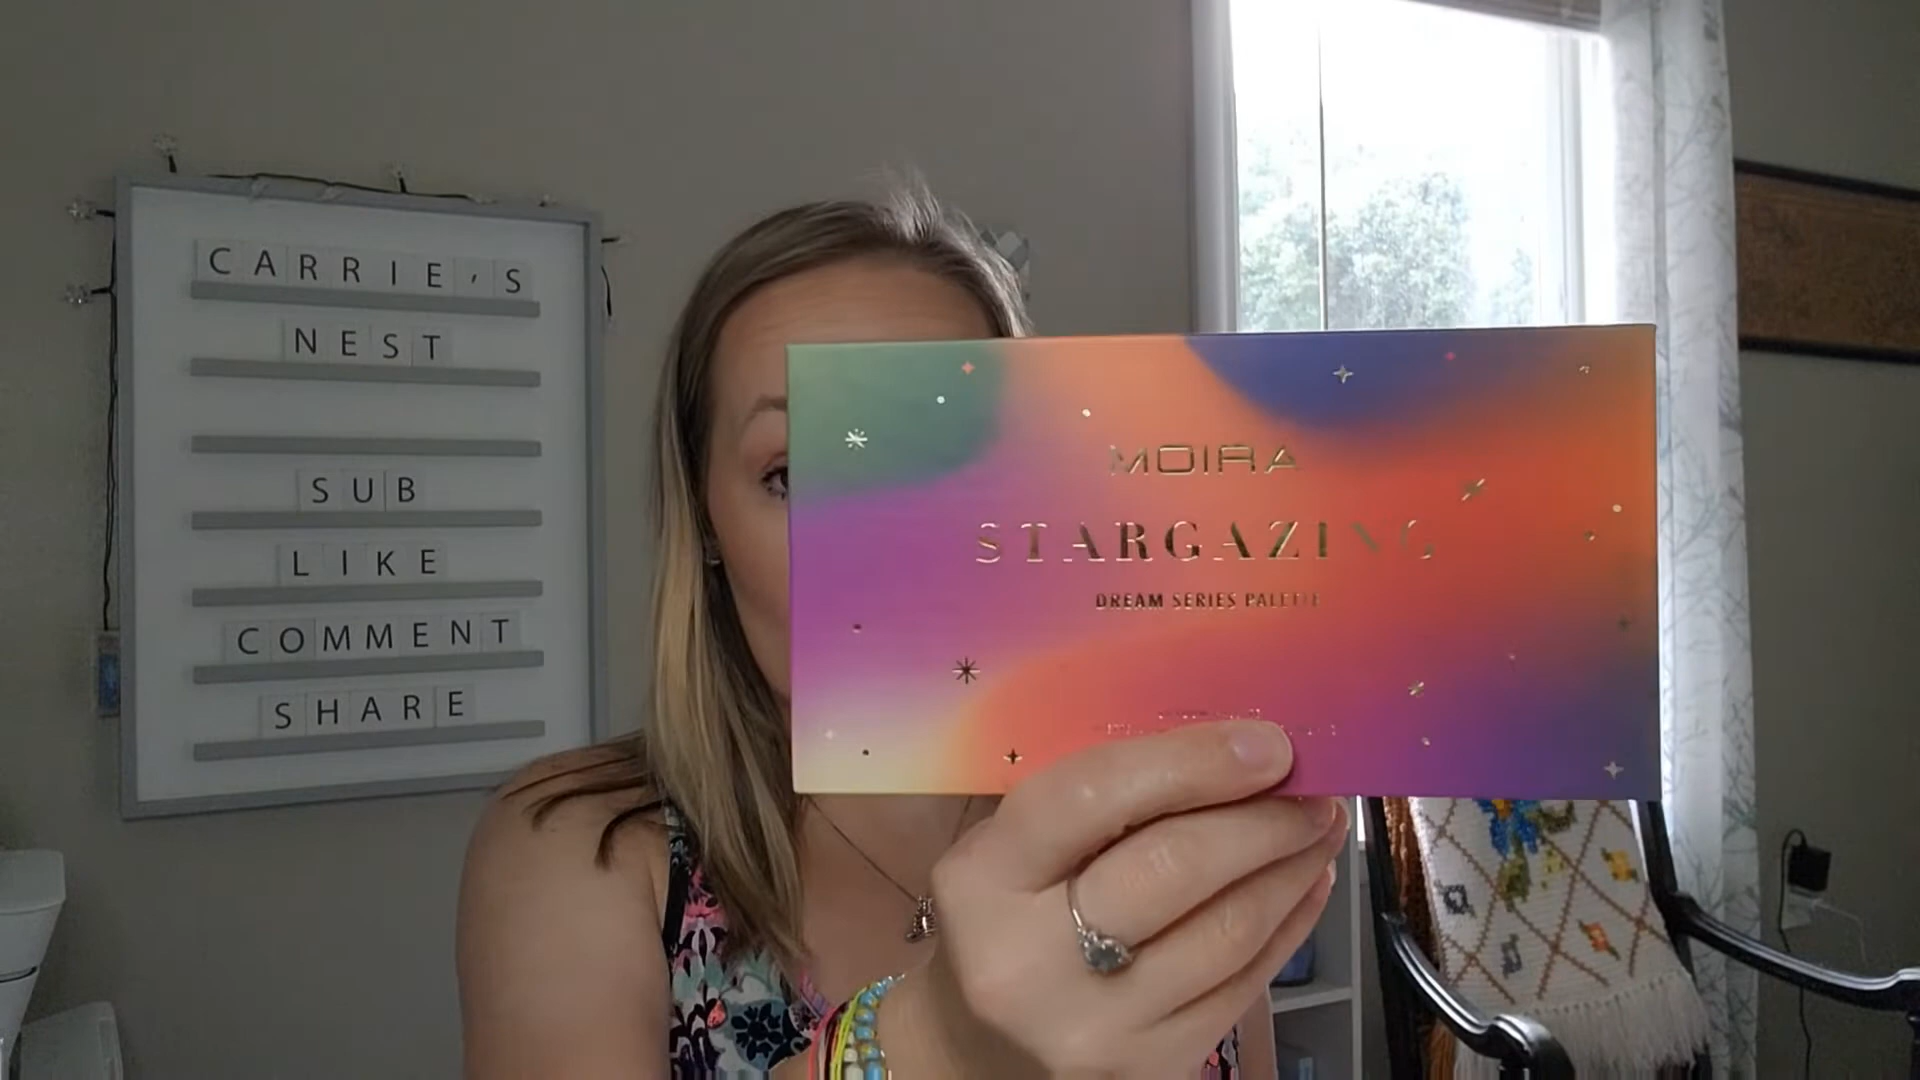 CARRIE'S
NEST
SUB
LIKE
COMMENT
SHARE
MOIRA
STARGAZING
DREAM SERIES PALETTE